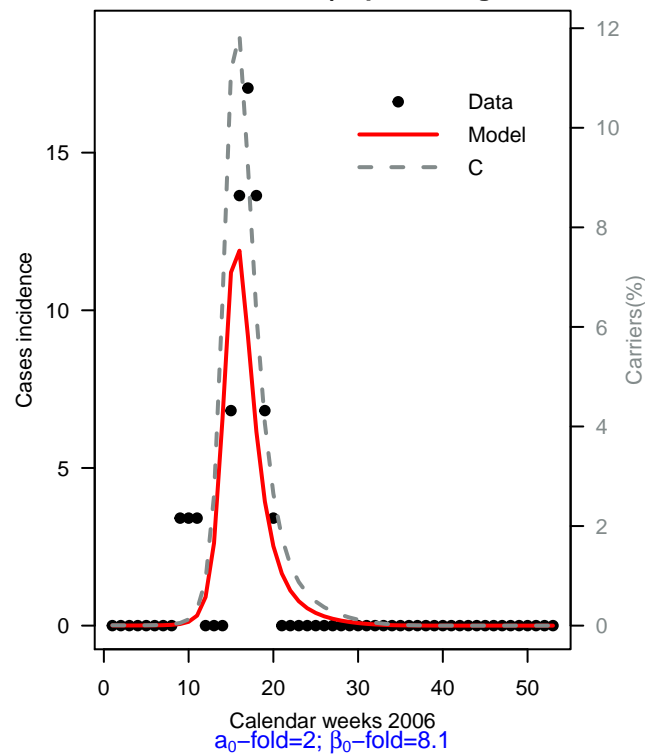 Data
Model
C
15
10
5
0
Cases incidence
12
10
8
6
4
2
0
Carriers(%)
0 10 20 30 40 50
Calendar weeks 2006
a₀−fold=2; β₀−fold=8.1